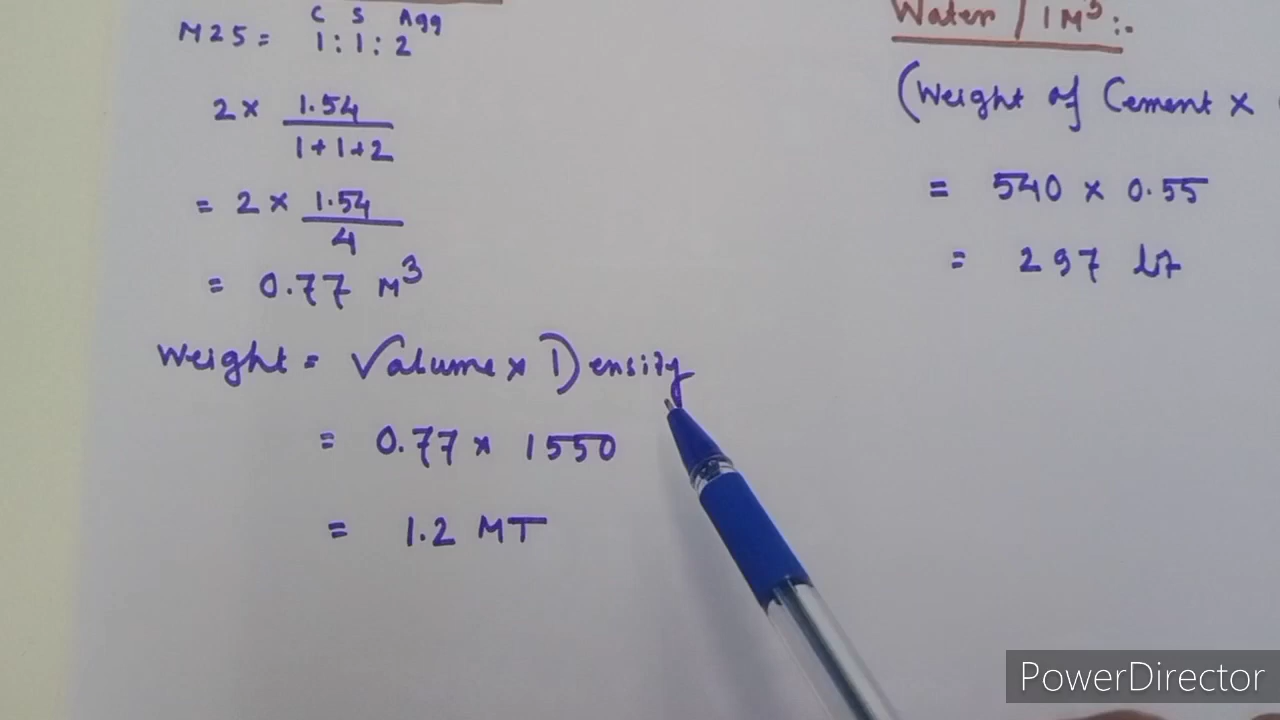 C S Agg
M25 = 1:1:2
2 × 1.54
1+1+2
= 2 × 1.54
4
= 0.77 M³
Weight = Volume × Density
= 0.77 × 1550
= 1.2 MT
Water / 1M³:-
(Weight of Cement ×
= 540 × 0.55
= 297 Lt
PowerDirector